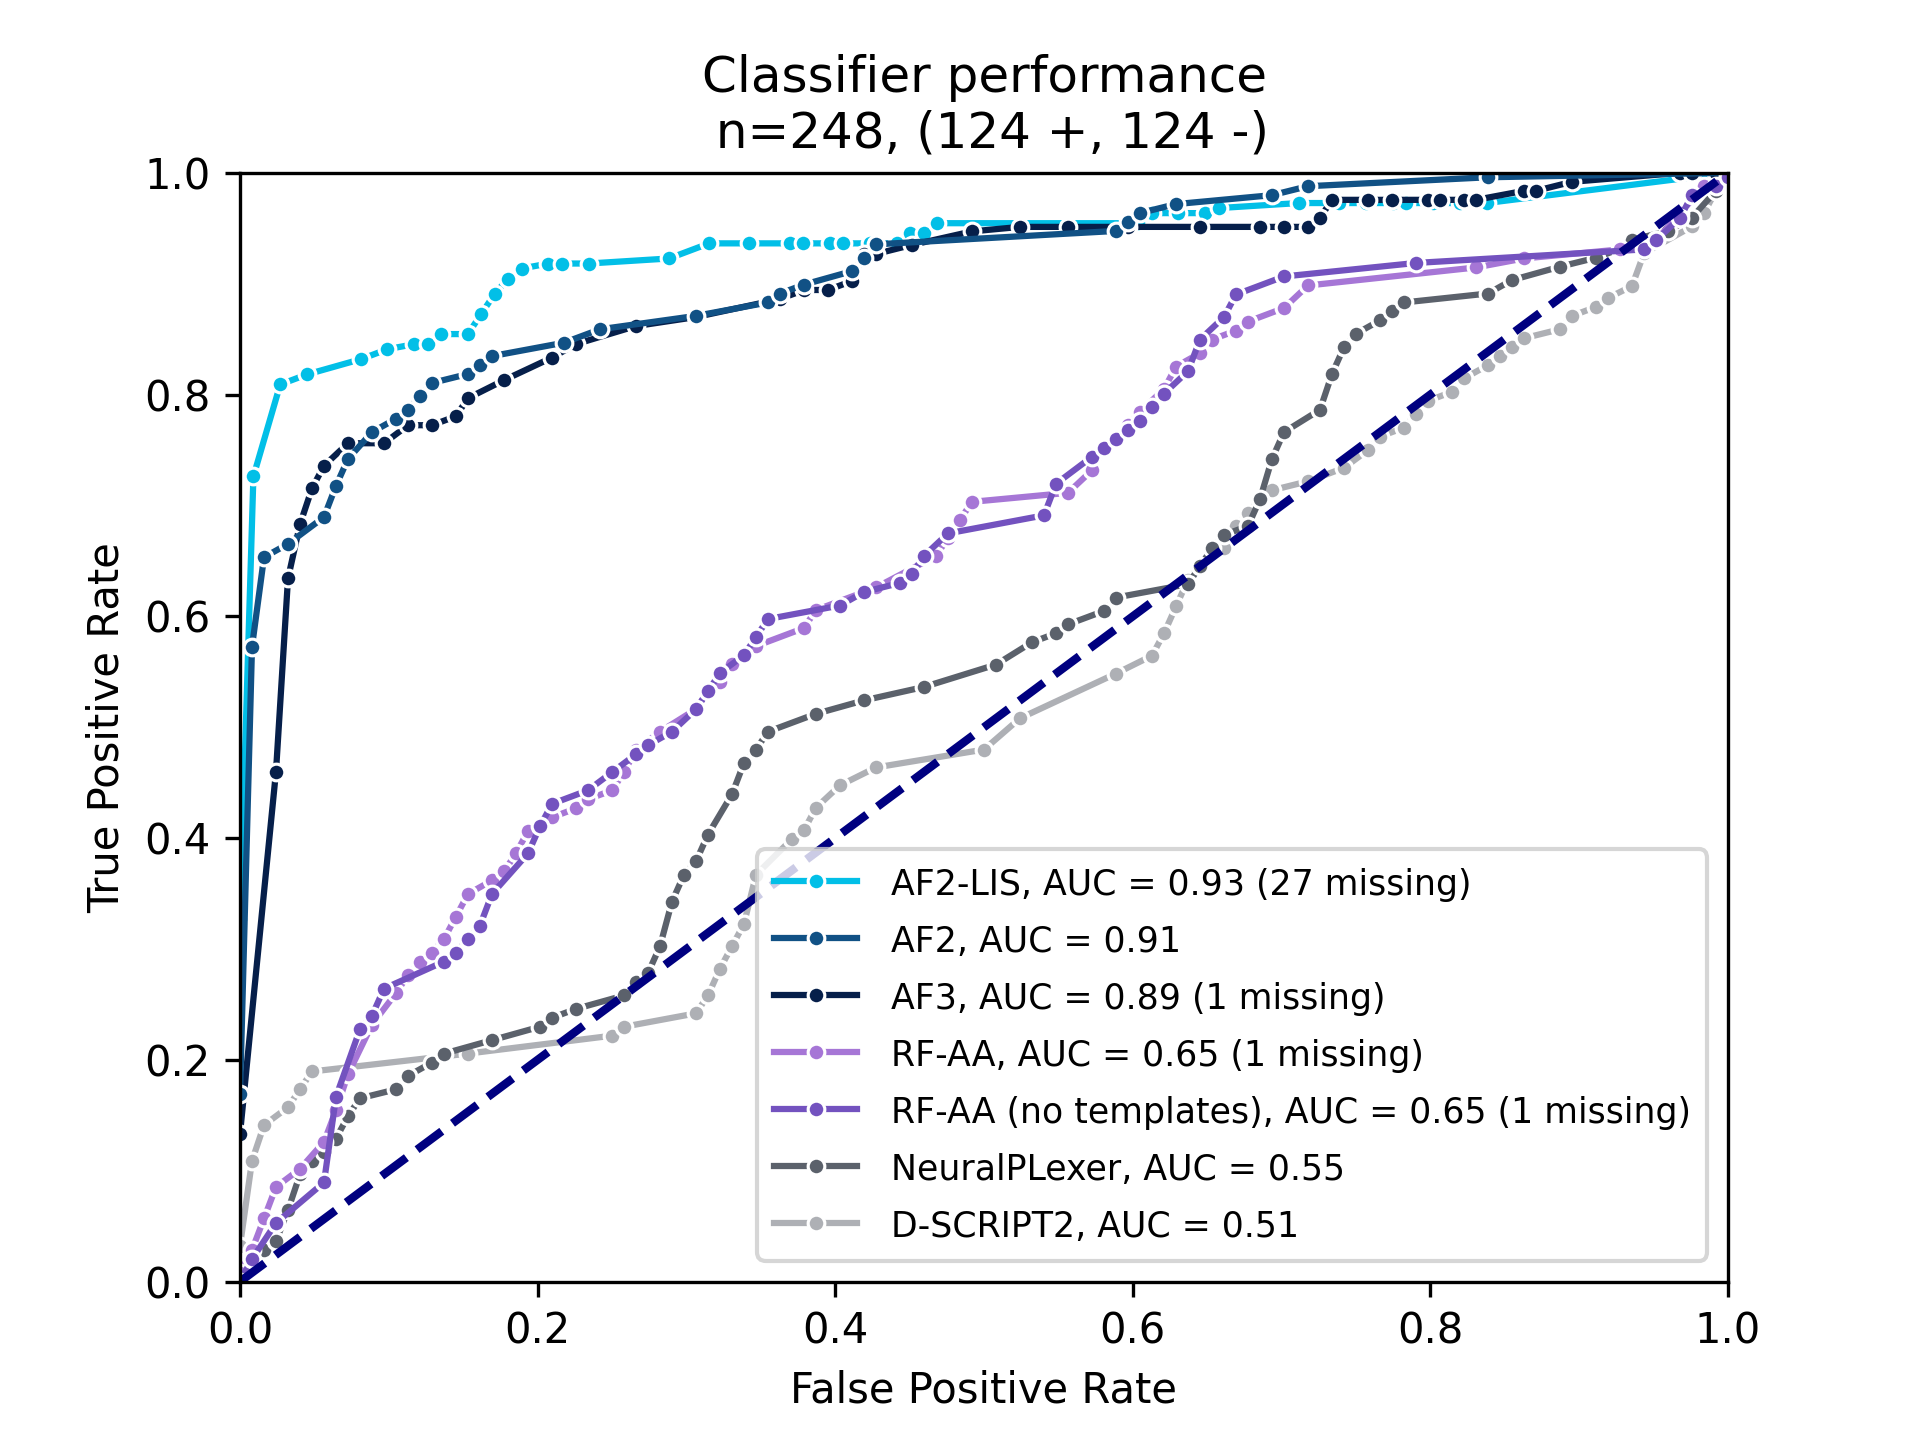 Classifier performance
n=248, (124 +, 124 -)
1.0
0.8
0.6
0.4
0.2
0.0
True Positive Rate
AF2-LIS, AUC = 0.93 (27 missing)
AF2, AUC = 0.91
AF3, AUC = 0.89 (1 missing)
RF-AA, AUC = 0.65 (1 missing)
RF-AA (no templates), AUC = 0.65 (1 missing)
NeuralPLexer, AUC = 0.55
D-SCRIPT2, AUC = 0.51
0.0 0.2 0.4 0.6 0.8 1.0
False Positive Rate